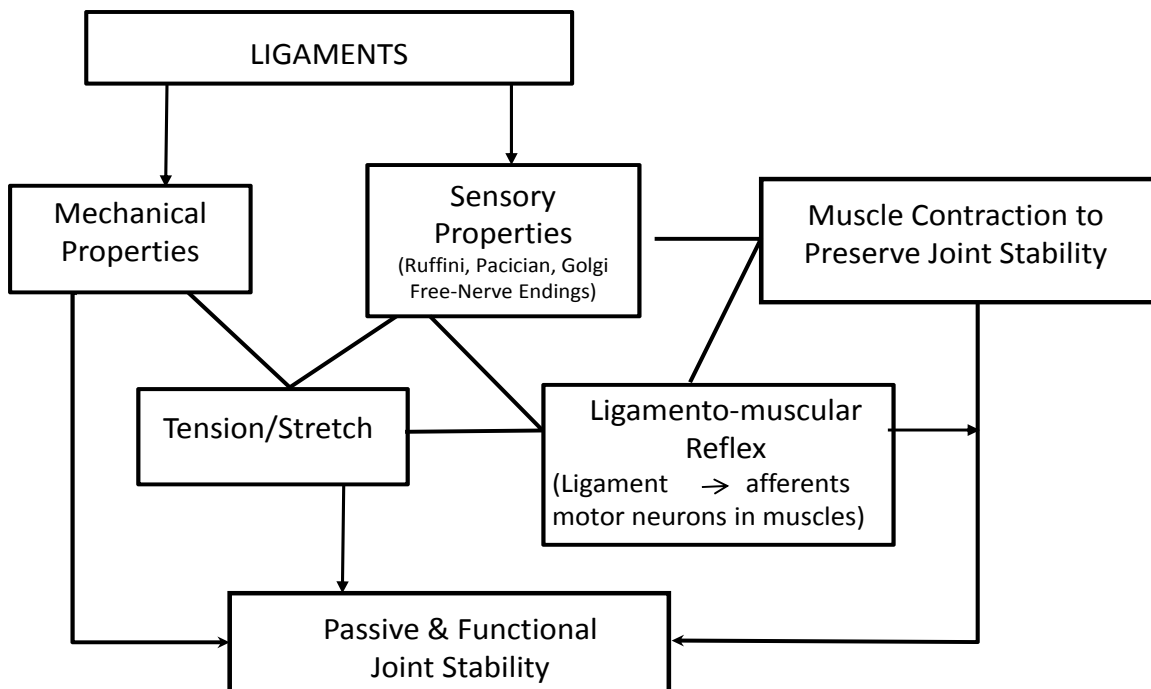 LIGAMENTS
Mechanical
Properties
Sensory
Properties
(Ruffini, Pacician, Golgi
Free-Nerve Endings)
Muscle Contraction to
Preserve Joint Stability
Tension/Stretch
Ligamento-muscular
Reflex
(Ligament → afferents
motor neurons in muscles)
Passive & Functional
Joint Stability